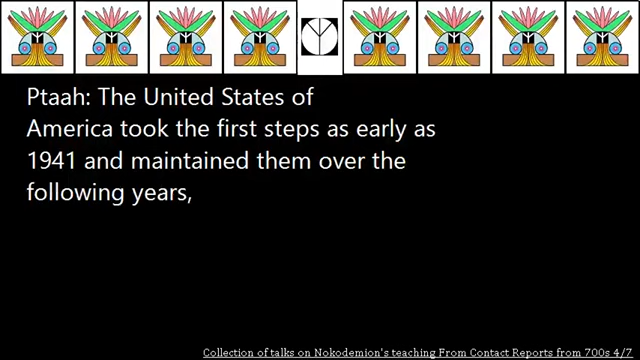 Ptaah: The United States of
America took the first steps as early as
1941 and maintained them over the
following years,
Collection of talks on Nokodemion's teaching From Contact Reports from 700s 4/7